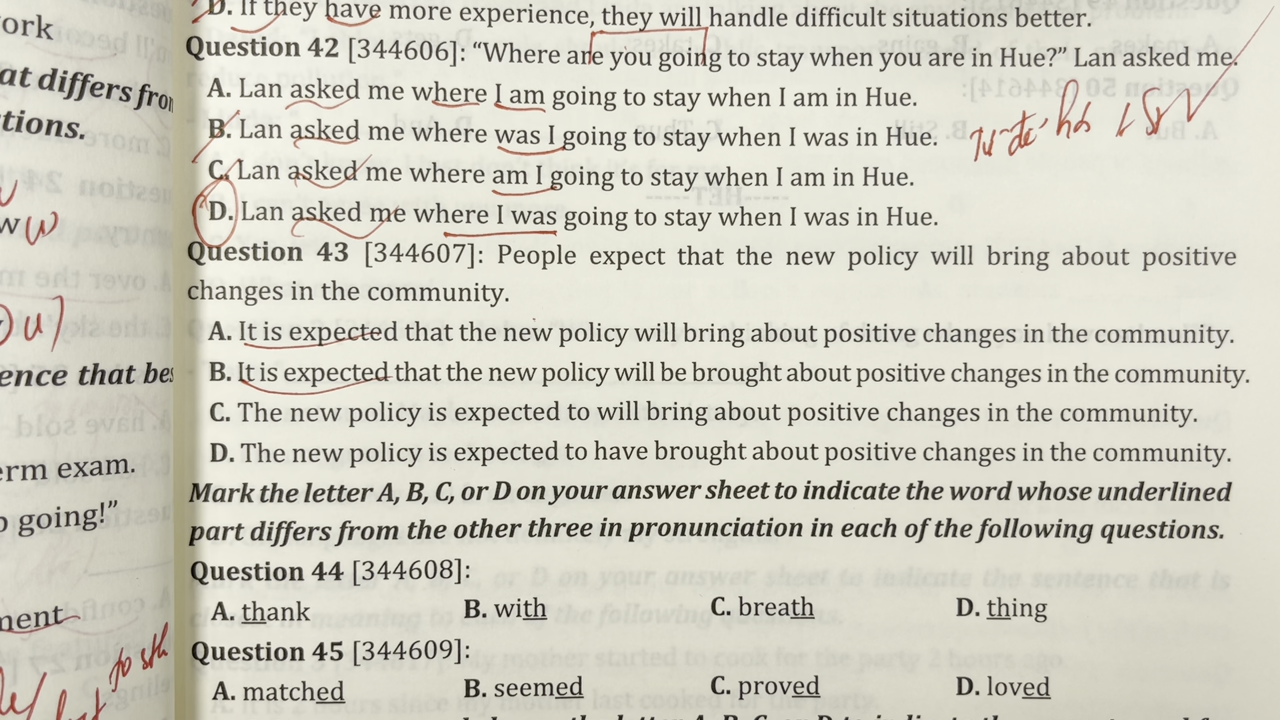 D. If they have more experience, they will handle difficult situations better.
Question 42 [344606]: “Where are you going to stay when you are in Hue?” Lan asked me.
A. Lan asked me where I am going to stay when I am in Hue.
B. Lan asked me where was I going to stay when I was in Hue.
C. Lan asked me where am I going to stay when I am in Hue.
D. Lan asked me where I was going to stay when I was in Hue.
Question 43 [344607]: People expect that the new policy will bring about positive
changes in the community.
A. It is expected that the new policy will bring about positive changes in the community.
B. It is expected that the new policy will be brought about positive changes in the community.
C. The new policy is expected to will bring about positive changes in the community.
D. The new policy is expected to have brought about positive changes in the community.
Mark the letter A, B, C, or D on your answer sheet to indicate the word whose underlined
part differs from the other three in pronunciation in each of the following questions.
Question 44 [344608]:
A. thank B. with C. breath D. thing
Question 45 [344609]:
A. matched B. seemed C. proved D. loved
at differs
tions.
that
erm exam.
going!”
to sth